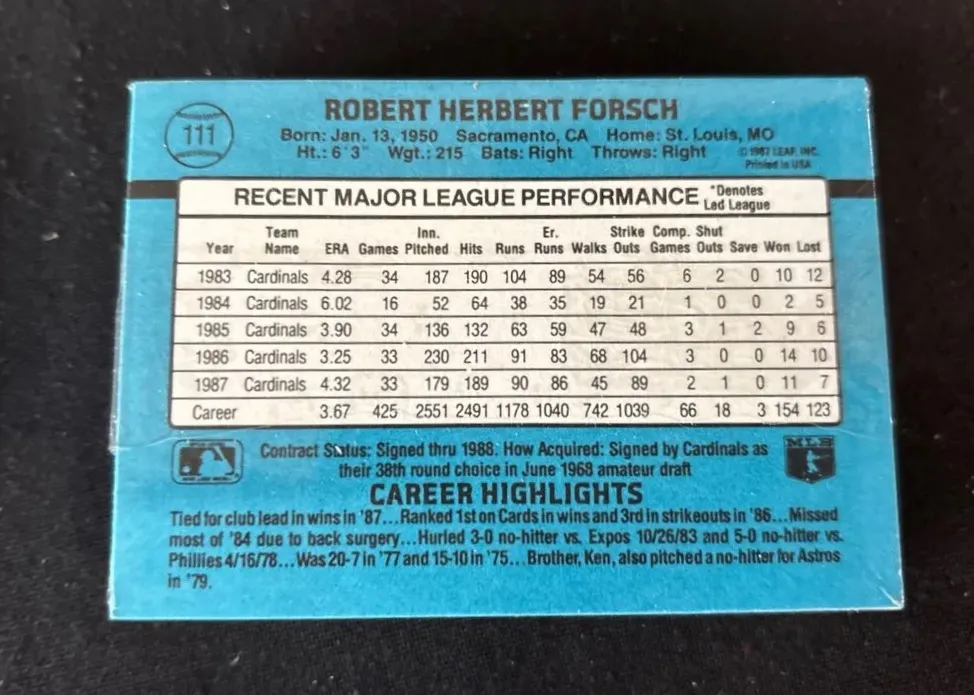 111
ROBERT HERBERT FORSCH
Born: Jan. 13, 1950 Sacramento, CA Home: St. Louis, MO
Ht.: 6'3" Wgt.: 215 Bats: Right Throws: Right
© 1987 LEAF, INC.
Printed in USA
RECENT MAJOR LEAGUE PERFORMANCE *Denotes Led League
Year Team Name ERA Games Inn. Pitched Hits Runs Er. Runs Walks Strike Outs Comp. Games Shut Outs Save Won Lost
1983 Cardinals 4.28 34 187 190 104 89 54 56 6 2 0 10 12
1984 Cardinals 6.02 16 52 64 38 35 19 21 1 0 0 2 5
1985 Cardinals 3.90 34 136 132 63 59 47 48 3 1 2 9 6
1986 Cardinals 3.25 33 230 211 91 83 68 104 3 0 0 14 10
1987 Cardinals 4.32 33 179 189 90 86 45 89 2 1 0 11 7
Career 3.67 425 2551 2491 1178 1040 742 1039 66 18 3 154 123
Contract Status: Signed thru 1988. How Acquired: Signed by Cardinals as
their 38th round choice in June 1968 amateur draft
MLB
CAREER HIGHLIGHTS
Tied for club lead in wins in '87...Ranked 1st on Cards in wins and 3rd in strikeouts in '86...Missed
most of '84 due to back surgery...Hurled 3-0 no-hitter vs. Expos 10/26/83 and 5-0 no-hitter vs.
Phillies 4/16/78...Was 20-7 in '77 and 15-10 in '75...Brother, Ken, also pitched a no-hitter for Astros
in '79.